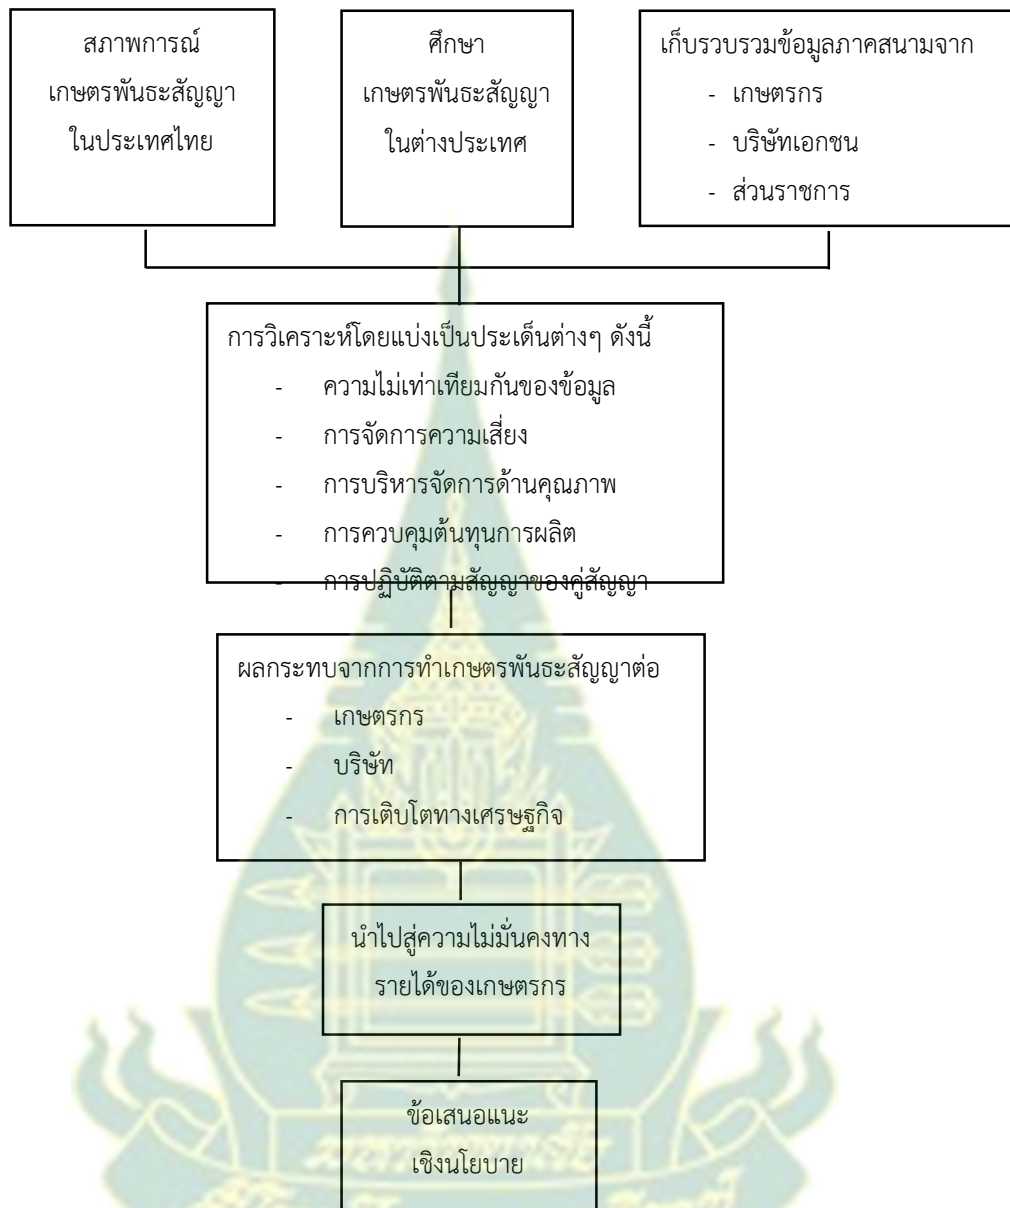 สภาพการณ์
เกษตรพันธะสัญญา
ในประเทศไทย
ศึกษา
เกษตรพันธะสัญญา
ในต่างประเทศ
เก็บรวบรวมข้อมูลภาคสนามจาก
- เกษตรกร
- บริษัทเอกชน
- ส่วนราชการ
การวิเคราะห์โดยแบ่งเป็นประเด็นต่างๆ ดังนี้
- ความไม่เท่าเทียมกันของข้อมูล
- การจัดการความเสี่ยง
- การบริหารจัดการด้านคุณภาพ
- การควบคุมต้นทุนการผลิต
- การปฏิบัติตามสัญญาของคู่สัญญา
ผลกระทบจากการทำเกษตรพันธะสัญญาต่อ
- เกษตรกร
- บริษัท
- การเติบโตทางเศรษฐกิจ
นำไปสู่ความไม่มั่นคงทาง
รายได้ของเกษตรกร
ข้อเสนอแนะ
เชิงนโยบาย